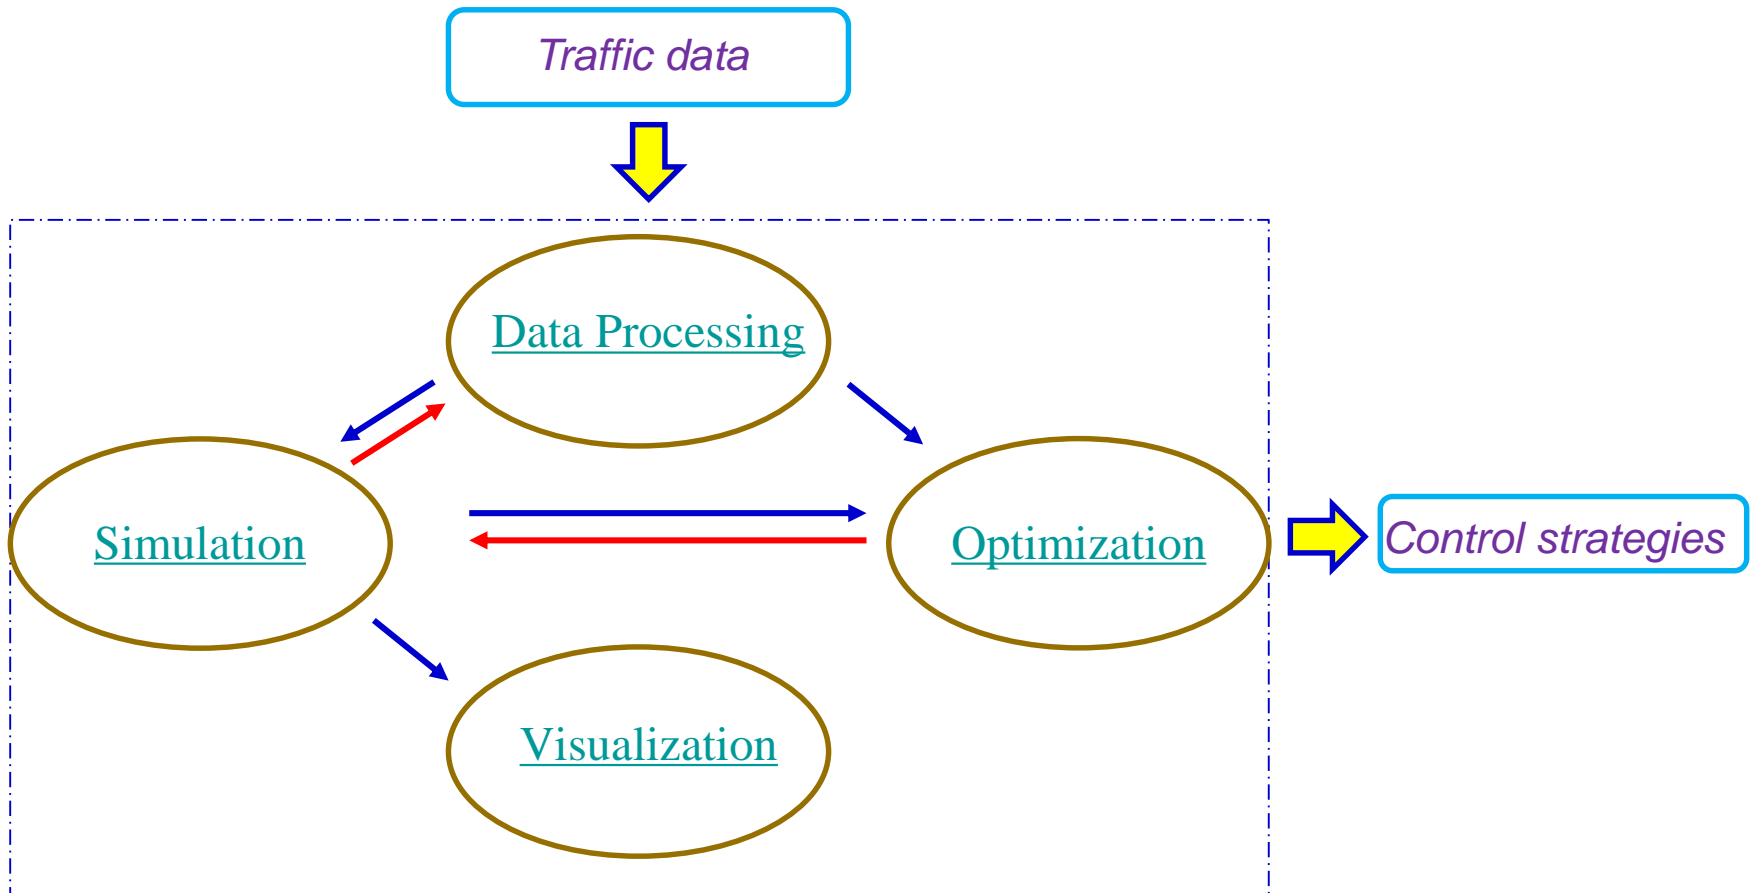 Traffic data
Data Processing
Simulation
Optimization
Control strategies
Visualization